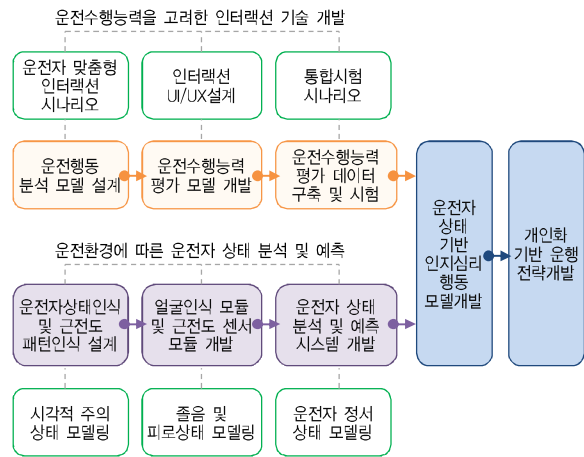 운전수행능력을 고려한 인터랙션 기술 개발
운전자 맞춤형
인터랙션
시나리오
인터랙션
UI/UX설계
통합시험
시나리오
운전행동
분석 모델 설계
운전수행능력
평가 모델 개발
운전수행능력
평가 데이터
구축 및 시험
운전자
상태
기반
인지심리
행동
모델개발
개인화
기반 운행
전략개발
운전환경에 따른 운전자 상태 분석 및 예측
운전자상태인식
및 근전도
패턴인식 설계
얼굴인식 모듈
및 근전도 센서
모듈 개발
운전자 상태
분석 및 예측
시스템 개발
시각적 주의
상태 모델링
졸음 및
피로상태 모델링
운전자 정서
상태 모델링